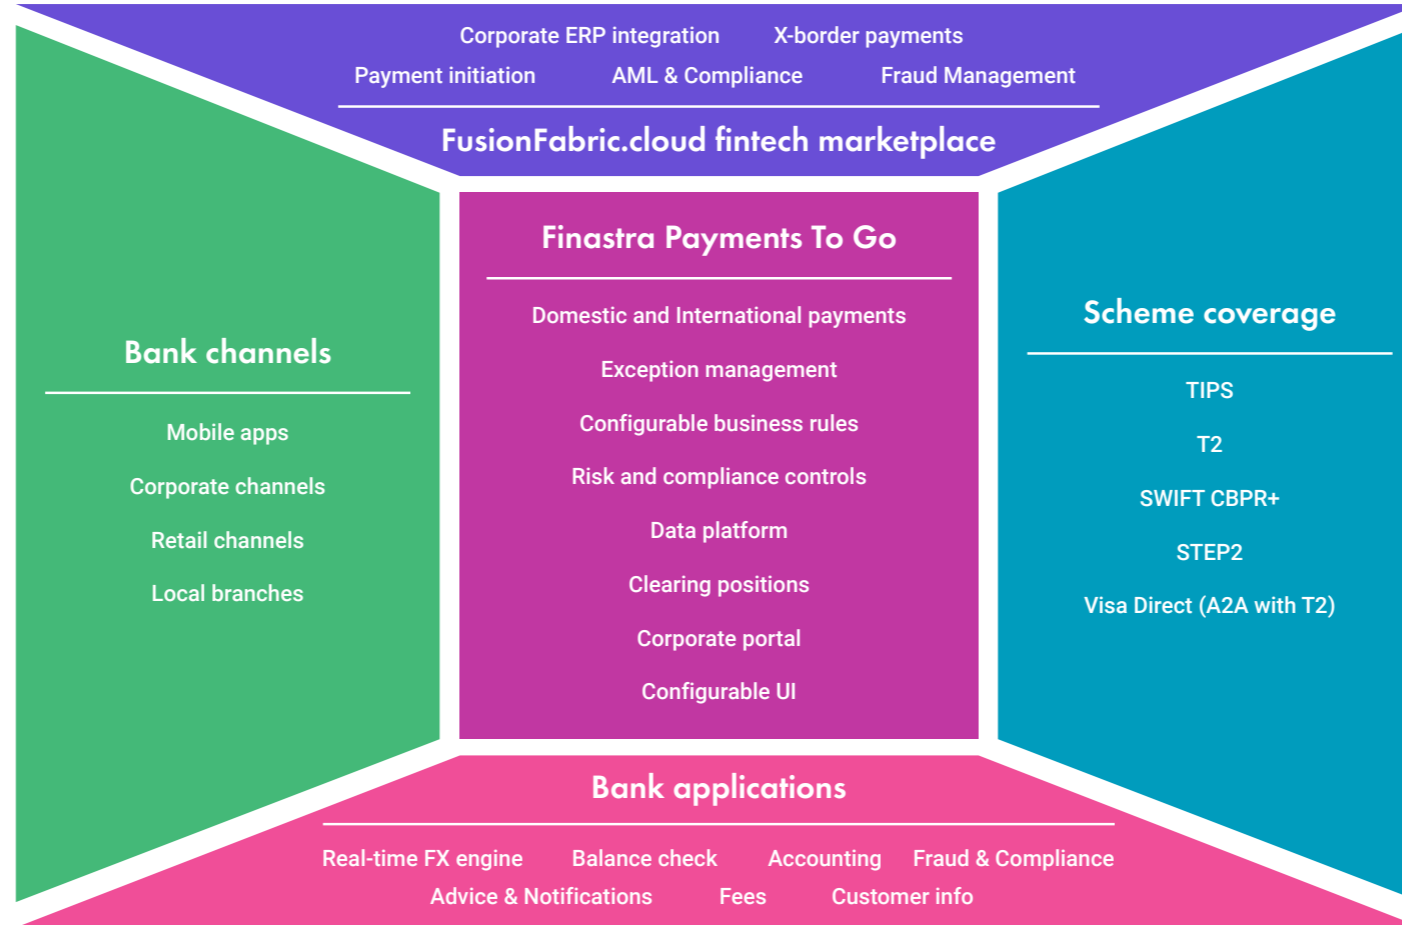 Corporate ERP integration X-border payments
Payment initiation AML & Compliance Fraud Management
FusionFabric.cloud fintech marketplace
Bank channels
Mobile apps
Corporate channels
Retail channels
Local branches
Finastra Payments To Go
Domestic and International payments
Exception management
Configurable business rules
Risk and compliance controls
Data platform
Clearing positions
Corporate portal
Configurable UI
Scheme coverage
TIPS
T2
SWIFT CBPR+
STEP2
Visa Direct (A2A with T2)
Bank applications
Real-time FX engine Balance check Accounting Fraud & Compliance
Advice & Notifications Fees Customer info